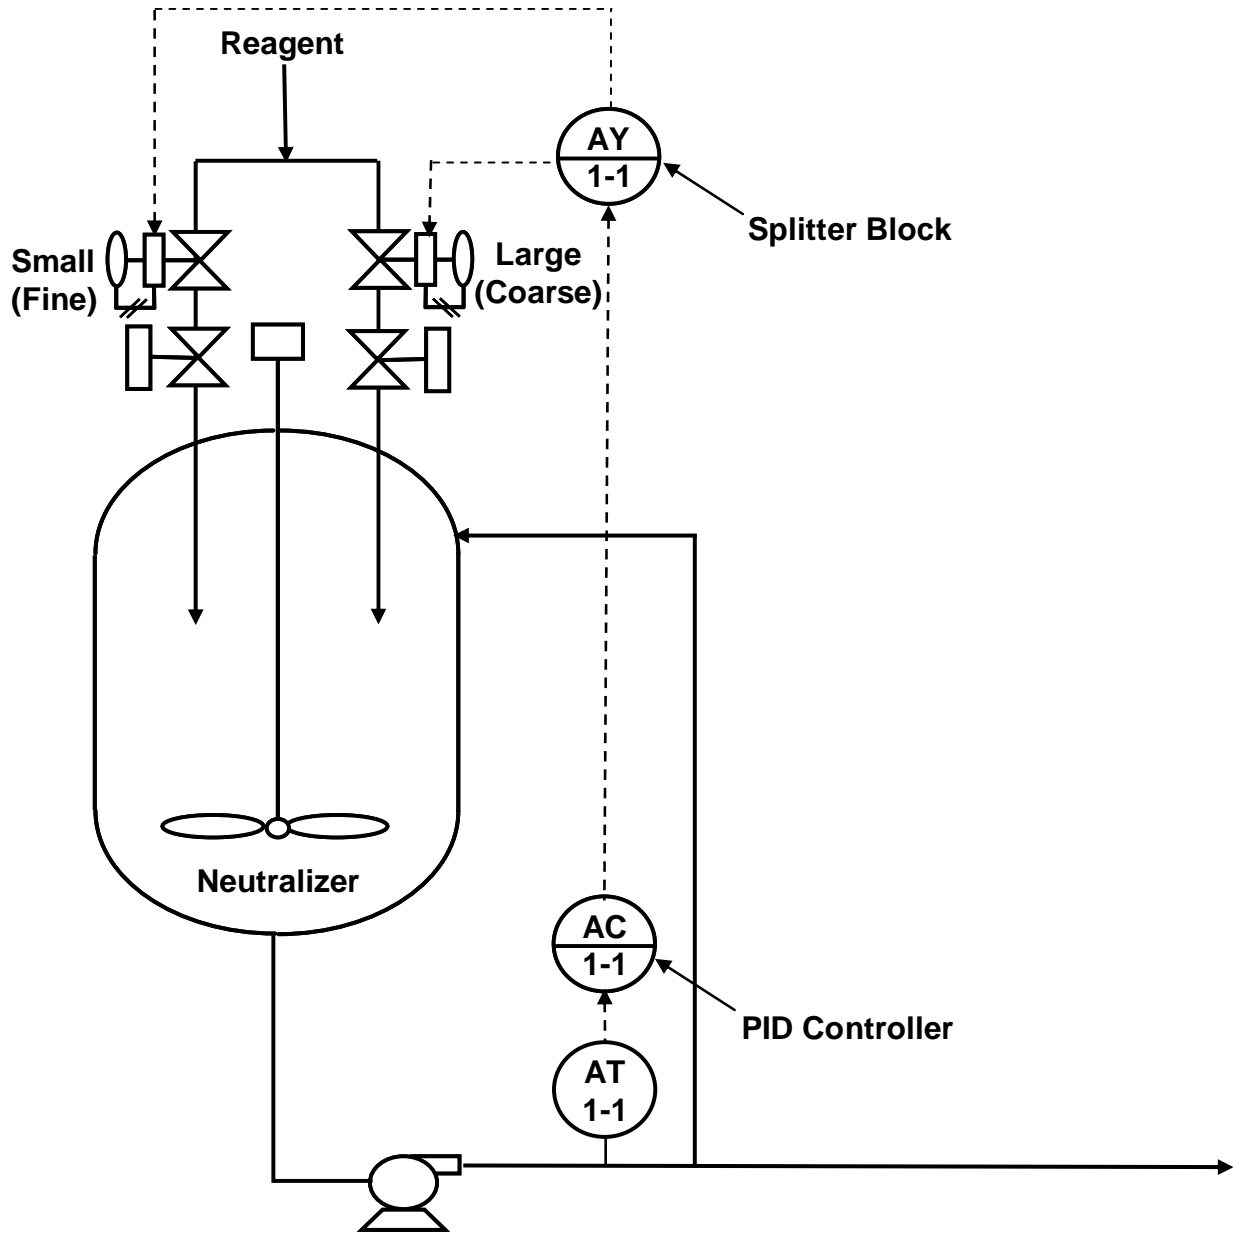 Reagent
AY
1-1
Splitter Block
Small
(Fine)
Large
(Coarse)
Neutralizer
AC
1-1
PID Controller
AT
1-1